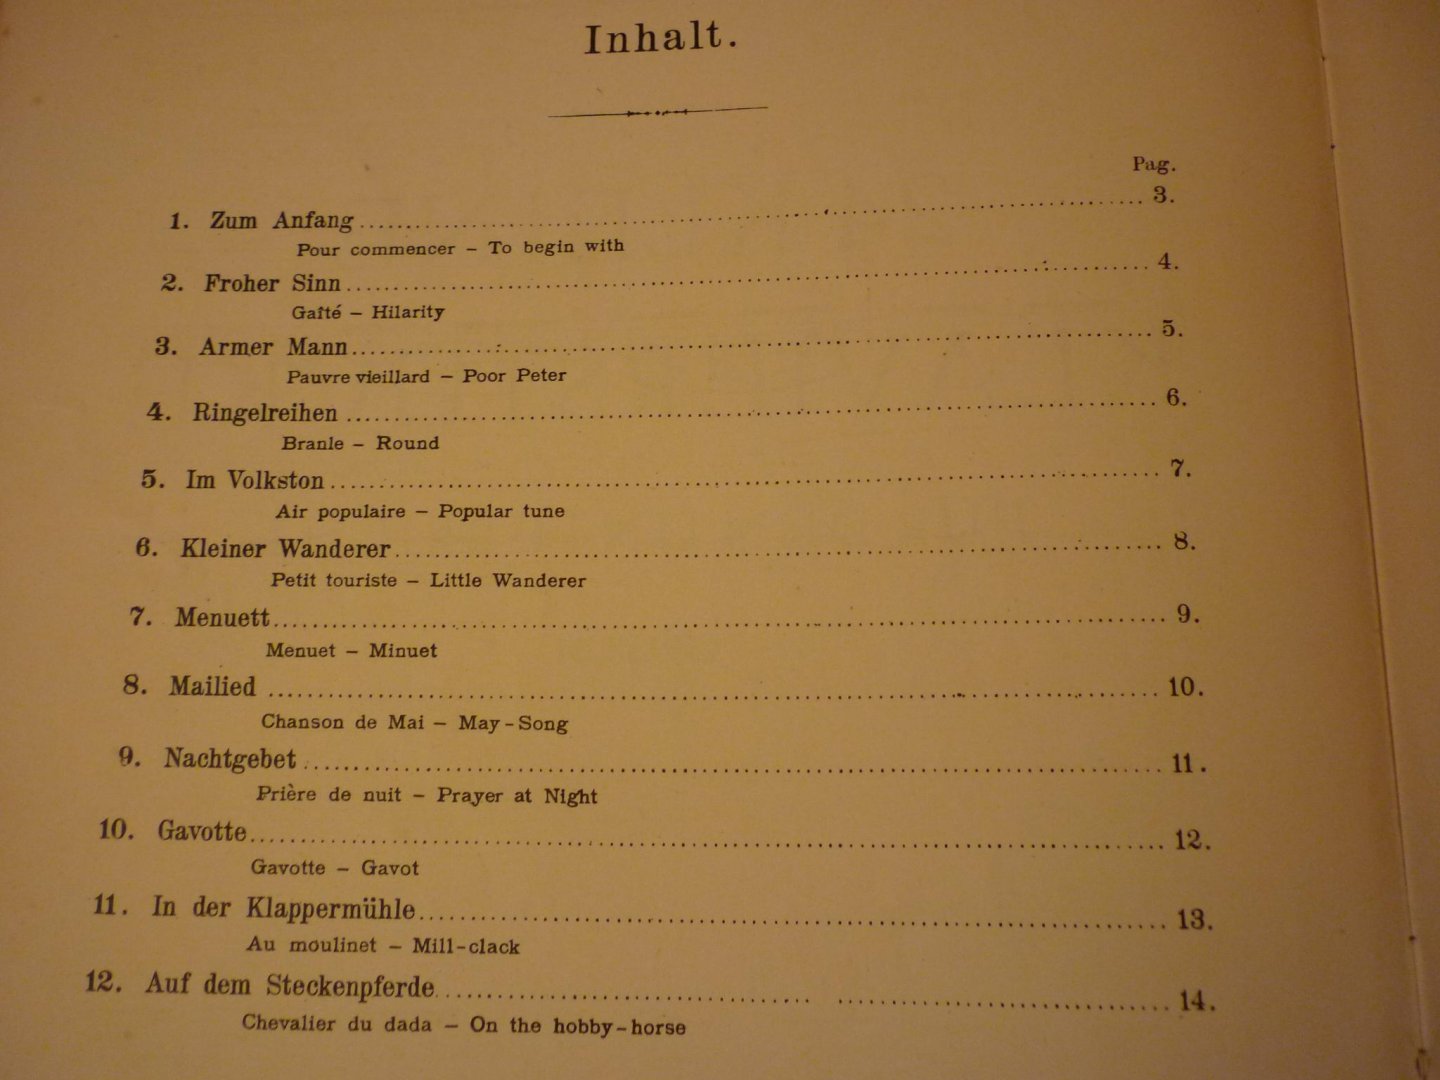 Inhalt.
Pag.
1. Zum Anfang 3.
Pour commencer – To begin with
2. Froher Sinn 4.
Gaîté – Hilarity
3. Armer Mann 5.
Pauvre vieillard – Poor Peter
4. Ringelreihen 6.
Branle – Round
5. Im Volkston 7.
Air populaire – Popular tune
6. Kleiner Wanderer 8.
Petit touriste – Little Wanderer
7. Menuett 9.
Menuet – Minuet
8. Mailied 10.
Chanson de Mai – May-Song
9. Nachtgebet 11.
Prière de nuit – Prayer at Night
10. Gavotte 12.
Gavotte – Gavot
11. In der Klappermühle 13.
Au moulinet – Mill-clack
12. Auf dem Steckenpferde 14.
Chevalier du dada – On the hobby-horse